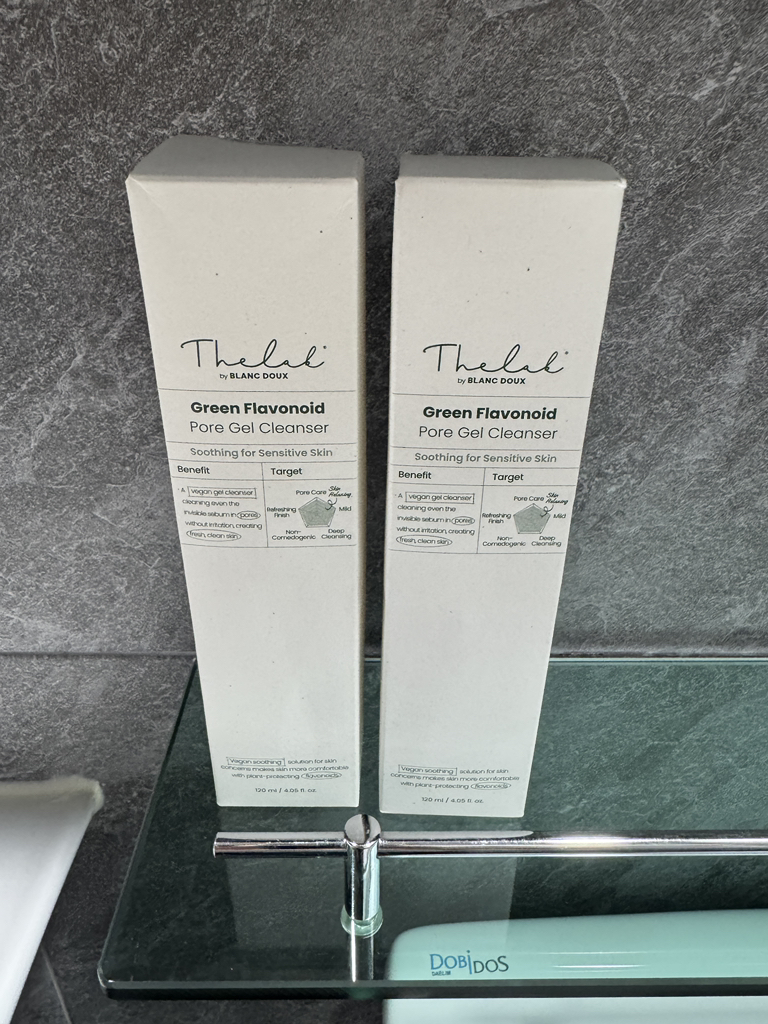 Thelab
by BLANC DOUX
Green Flavonoid
Pore Gel Cleanser
Soothing for Sensitive Skin
Benefit
Target
A vegan gel cleanser
cleaning even the
invisible sebum in pores
without irritation, creating
fresh, clean skin
Pore Care
Skin
Relaxing
Mild
Deep
Cleansing
Non-
Comedogenic
Refreshing
Finish
Vegan soothing solution for skin
concerns makes skin more comfortable
with plant-protecting flavonoids
120 ml / 4.05 fl. oz.
Thelab
by BLANC DOUX
Green Flavonoid
Pore Gel Cleanser
Soothing for Sensitive Skin
Benefit
Target
A vegan gel cleanser
cleaning even the
invisible sebum in pores
without irritation, creating
fresh, clean skin
Pore Care
Skin
Relaxing
Mild
Deep
Cleansing
Non-
Comedogenic
Refreshing
Finish
Vegan soothing solution for skin
concerns makes skin more comfortable
with plant-protecting flavonoids
120 ml / 4.05 fl. oz.
DOBIDOS
SAELIM